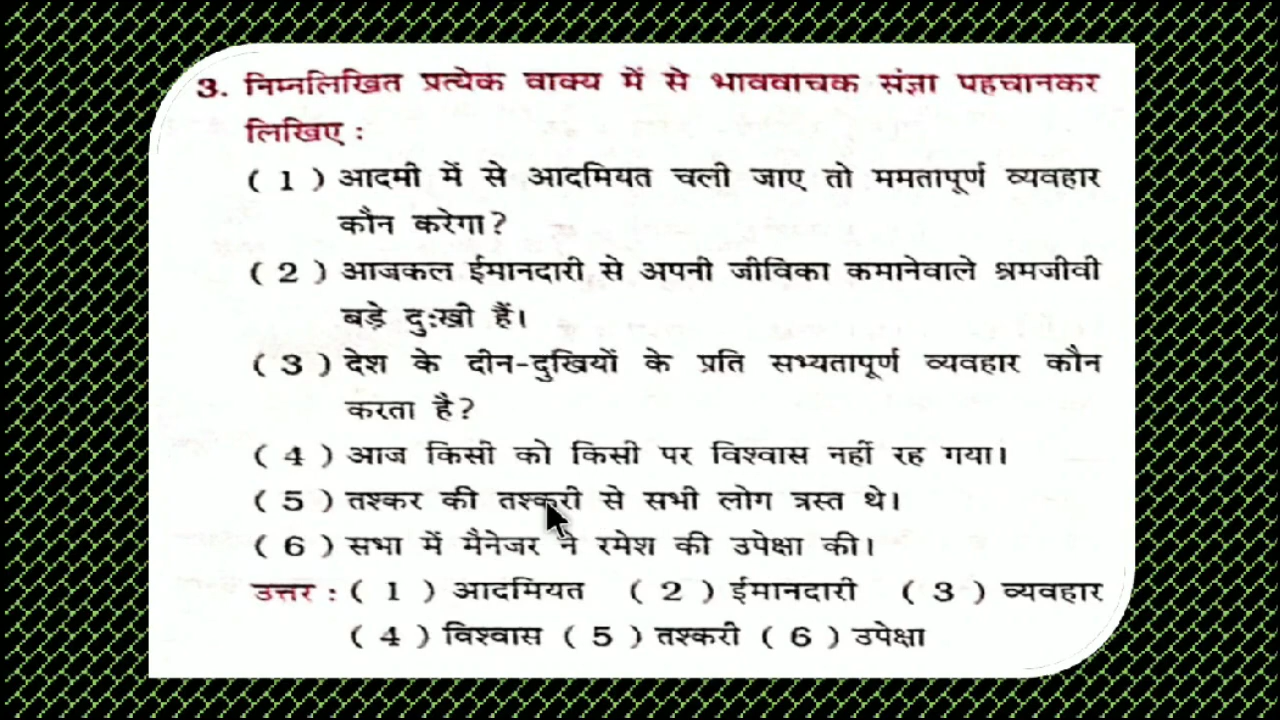 3. निम्नलिखित प्रत्येक वाक्य में से भाववाचक संज्ञा पहचानकर
लिखिए :
( 1 ) आदमी में से आदमियत चली जाए तो ममतापूर्ण व्यवहार
कौन करेगा?
( 2 ) आजकल ईमानदारी से अपनी जीविका कमानेवाले श्रमजीवी
बड़े दुःखी हैं।
( 3 ) देश के दीन-दुखियों के प्रति सभ्यतापूर्ण व्यवहार कौन
करता है?
( 4 ) आज किसी को किसी पर विश्वास नहीं रह गया।
( 5 ) तश्कर की तश्करी से सभी लोग त्रस्त थे।
( 6 ) सभा में मैनेजर ने रमेश की उपेक्षा की।
उत्तर : ( 1 ) आदमियत ( 2 ) ईमानदारी ( 3 ) व्यवहार
( 4 ) विश्वास ( 5 ) तश्करी ( 6 ) उपेक्षा